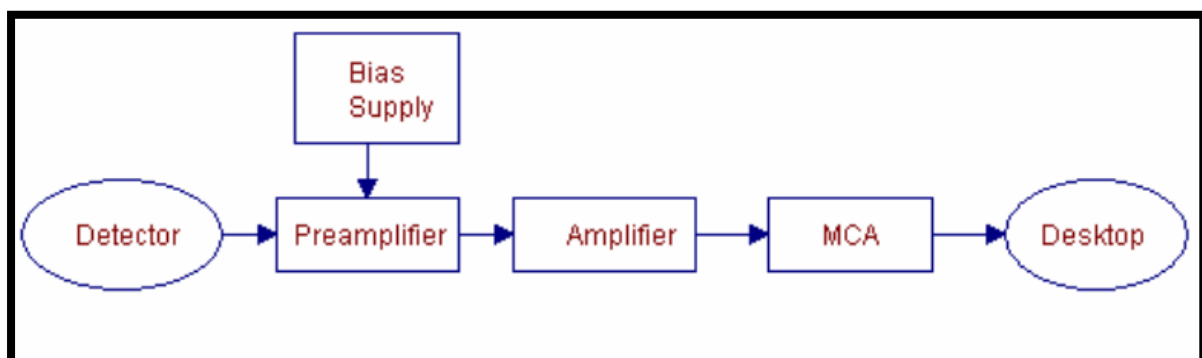 Bias
Supply
Detector
Preamplifier
Amplifier
MCA
Desktop